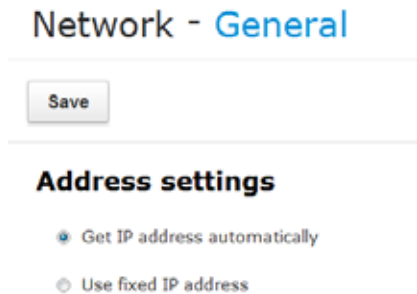 Network - General
Save
Address settings
Get IP address automatically
Use fixed IP address